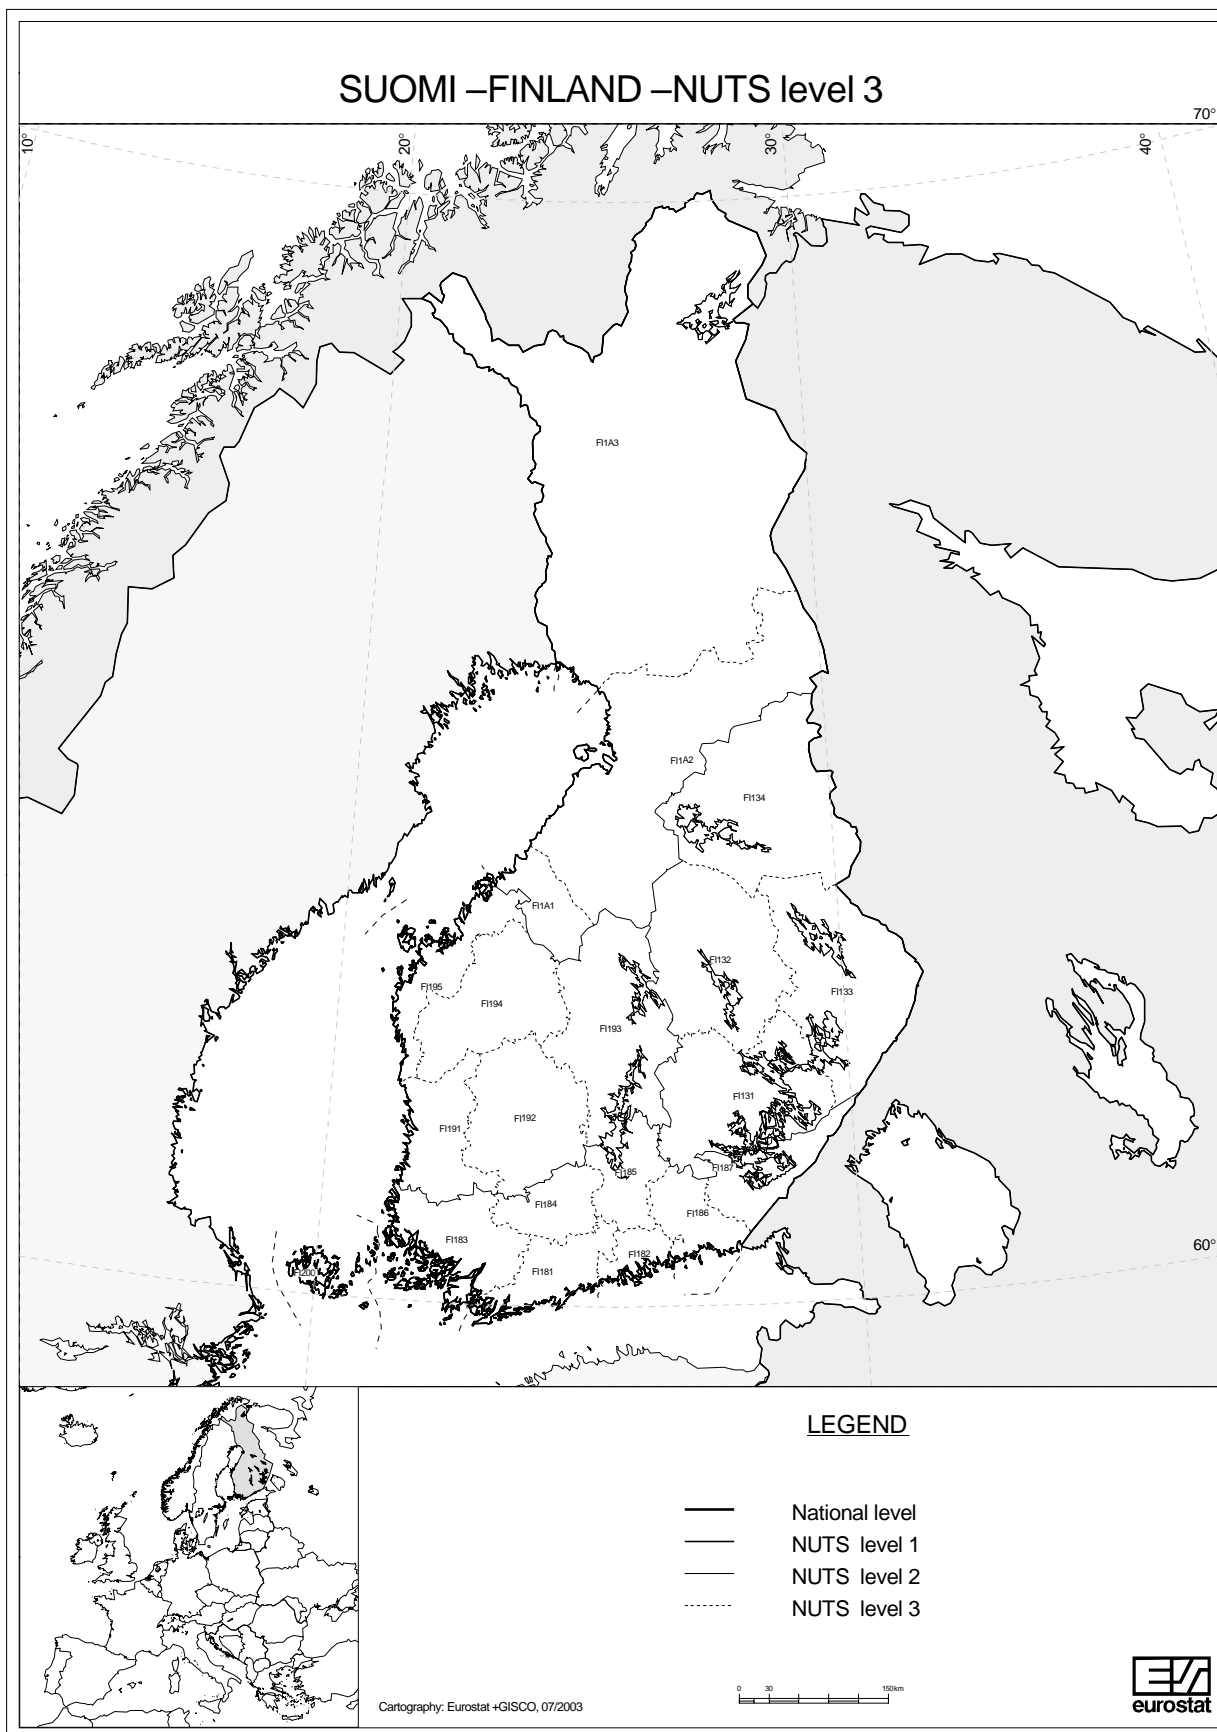 SUOMI –FINLAND –NUTS level 3
70°
10°
20°
30°
40°
FI1A3
FI1A2
FI134
FI1A1
FI132
FI195
FI194
FI133
FI193
FI131
FI192
FI191
FI187
FI185
FI184
FI186
FI183
FI182
60°
FI200
FI181
LEGEND
National level
NUTS level 1
NUTS level 2
NUTS level 3
0 30 150km
Cartography: Eurostat +GISCO, 07/2003
eurostat